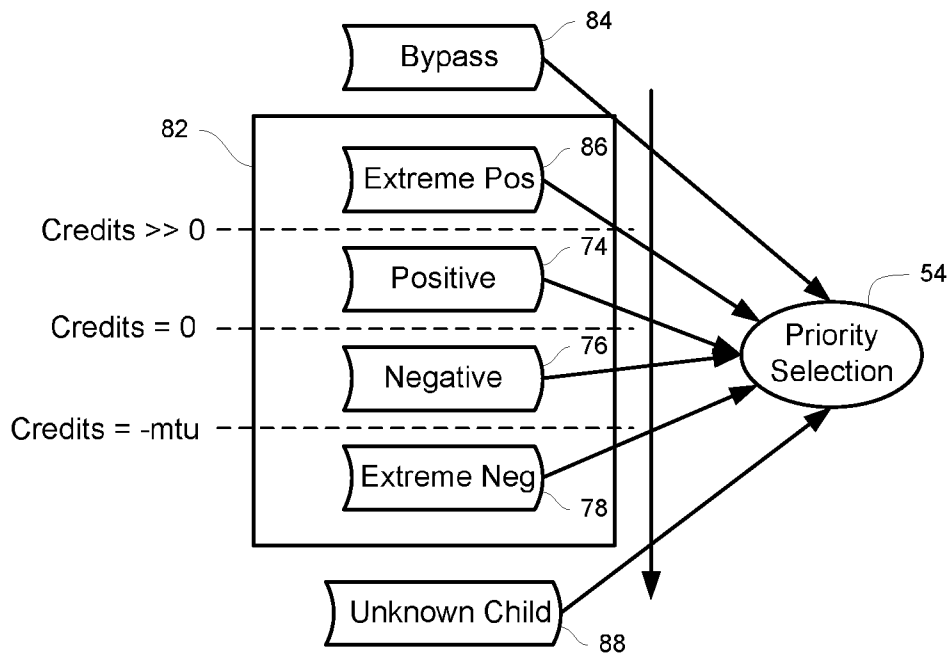 84
Bypass
82
86
Extreme Pos
Credits >> 0
74
Positive
54
Credits = 0
Priority
Selection
76
Negative
Credits = -mtu
Extreme Neg
78
Unknown Child
88